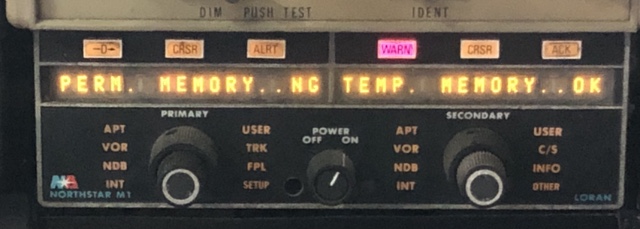 DIM PUSH TEST IDENT
-D→ CRSR ALRT WARN CRSR ACK
PERM. MEMORY..NG TEMP. MEMORY..OK
PRIMARY SECONDARY
POWER
OFF ON
APT USER APT USER
VOR TRK VOR C/S
NDB FPL NDB INFO
INT SETUP INT OTHER
NORTHSTAR M1 LORAN